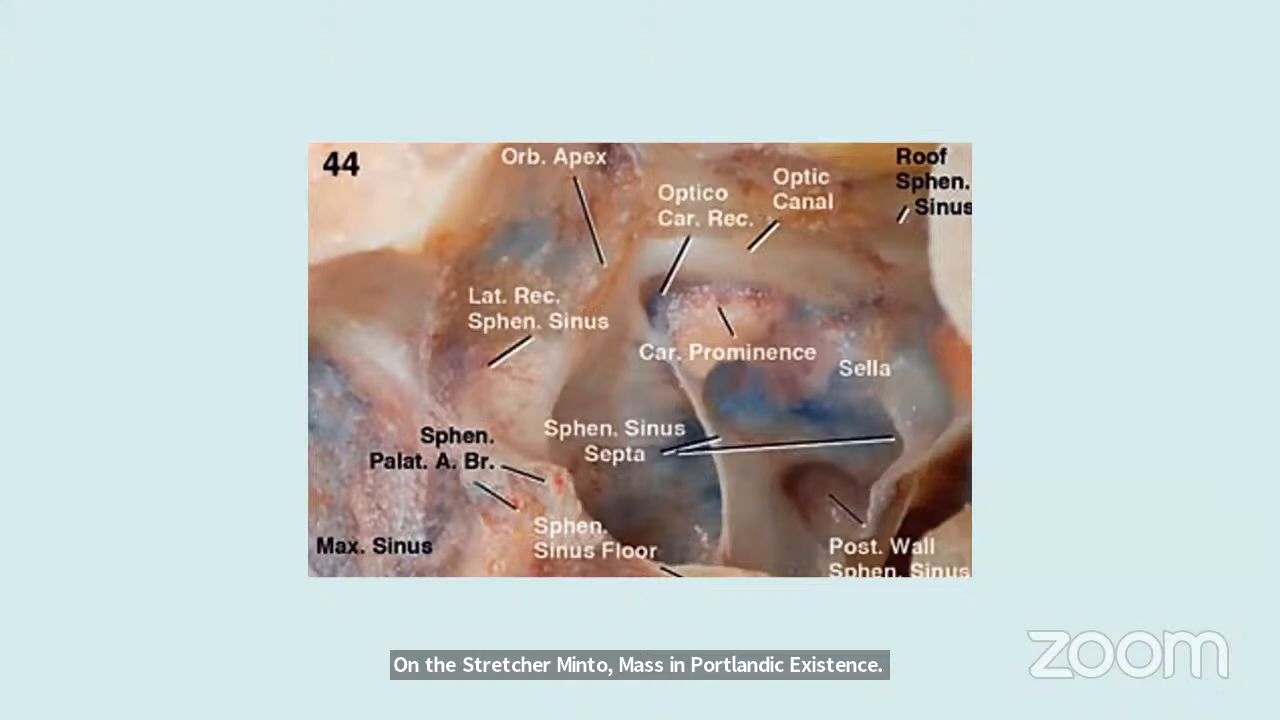 44
Orb. Apex
Optico
Car. Rec.
Optic
Canal
Roof
Sphen.
Sinus
Lat. Rec.
Sphen. Sinus
Car. Prominence
Sella
Sphen.
Palat. A. Br.
Sphen. Sinus
Septa
Sphen.
Sinus Floor
Max. Sinus
Post. Wall
Sphen. Sinus
On the Stretcher Minto, Mass in Portlandic Existence.
zoom